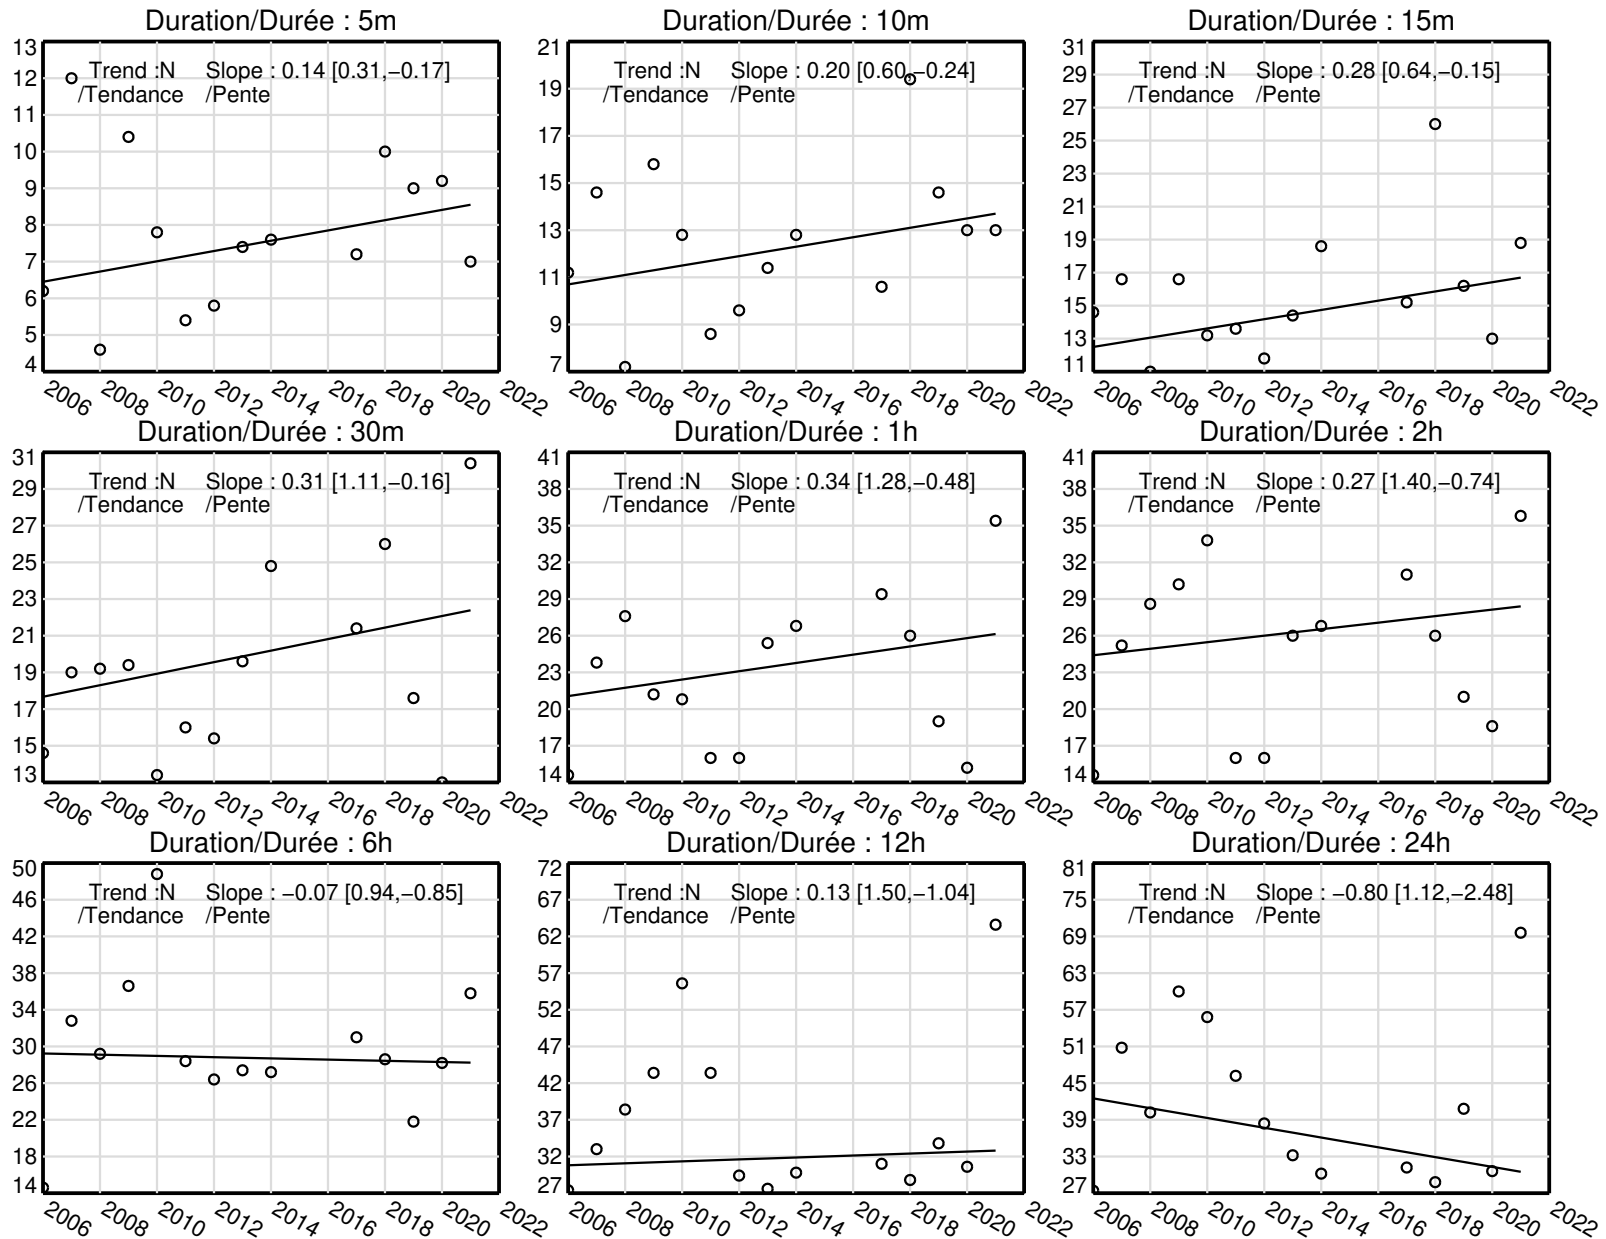 Duration/Durée : 5m
13
12
11
10
9
8
7
6
5
4
Trend :N Slope : 0.14 [0.31,−0.17]
/Tendance /Pente
2006 2008 2010 2012 2014 2016 2018 2020 2022
Duration/Durée : 10m
21
19
17
15
13
11
9
7
Trend :N Slope : 0.20 [0.60,−0.24]
/Tendance /Pente
2006 2008 2010 2012 2014 2016 2018 2020 2022
Duration/Durée : 15m
31
29
27
25
23
21
19
17
15
13
11
Trend :N Slope : 0.28 [0.64,−0.15]
/Tendance /Pente
2006 2008 2010 2012 2014 2016 2018 2020 2022
Duration/Durée : 30m
31
29
27
25
23
21
19
17
15
13
Trend :N Slope : 0.31 [1.11,−0.16]
/Tendance /Pente
2006 2008 2010 2012 2014 2016 2018 2020 2022
Duration/Durée : 1h
41
38
35
32
29
26
23
20
17
14
Trend :N Slope : 0.34 [1.28,−0.48]
/Tendance /Pente
2006 2008 2010 2012 2014 2016 2018 2020 2022
Duration/Durée : 2h
41
38
35
32
29
26
23
20
17
14
Trend :N Slope : 0.27 [1.40,−0.74]
/Tendance /Pente
2006 2008 2010 2012 2014 2016 2018 2020 2022
Duration/Durée : 6h
50
46
42
38
34
30
26
22
18
14
Trend :N Slope : −0.07 [0.94,−0.85]
/Tendance /Pente
2006 2008 2010 2012 2014 2016 2018 2020 2022
Duration/Durée : 12h
72
67
62
57
52
47
42
37
32
27
Trend :N Slope : 0.13 [1.50,−1.04]
/Tendance /Pente
2006 2008 2010 2012 2014 2016 2018 2020 2022
Duration/Durée : 24h
81
75
69
63
57
51
45
39
33
27
Trend :N Slope : −0.80 [1.12,−2.48]
/Tendance /Pente
2006 2008 2010 2012 2014 2016 2018 2020 2022